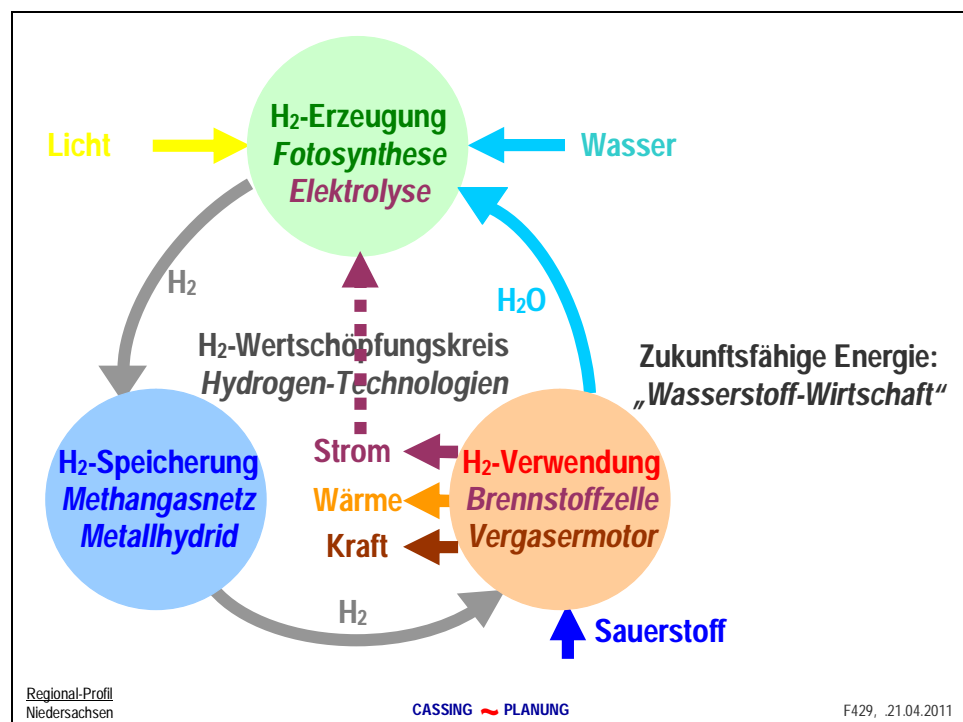 H₂-Erzeugung
Fotosynthese
Elektrolyse
Licht
Wasser
H₂
H₂O
H₂-Wertschöpfungskreis
Hydrogen-Technologien
Zukunftsfähige Energie:
„Wasserstoff-Wirtschaft“
H₂-Speicherung
Methangasnetz
Metallhydrid
Strom
Wärme
Kraft
H₂-Verwendung
Brennstoffzelle
Vergasermotor
H₂
Sauerstoff
Regional-Profil
Niedersachsen
CASSING ~ PLANUNG
F429, .21.04.2011